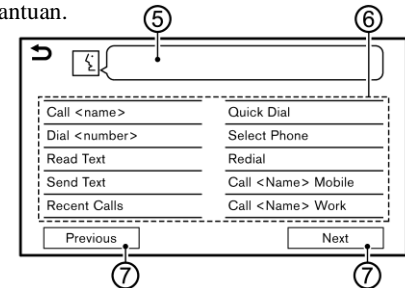 antuan.
⑤
⑥
Call <name>
Dial <number>
Read Text
Send Text
Recent Calls
Quick Dial
Select Phone
Redial
Call <Name> Mobile
Call <Name> Work
Previous
Next
⑦
⑦